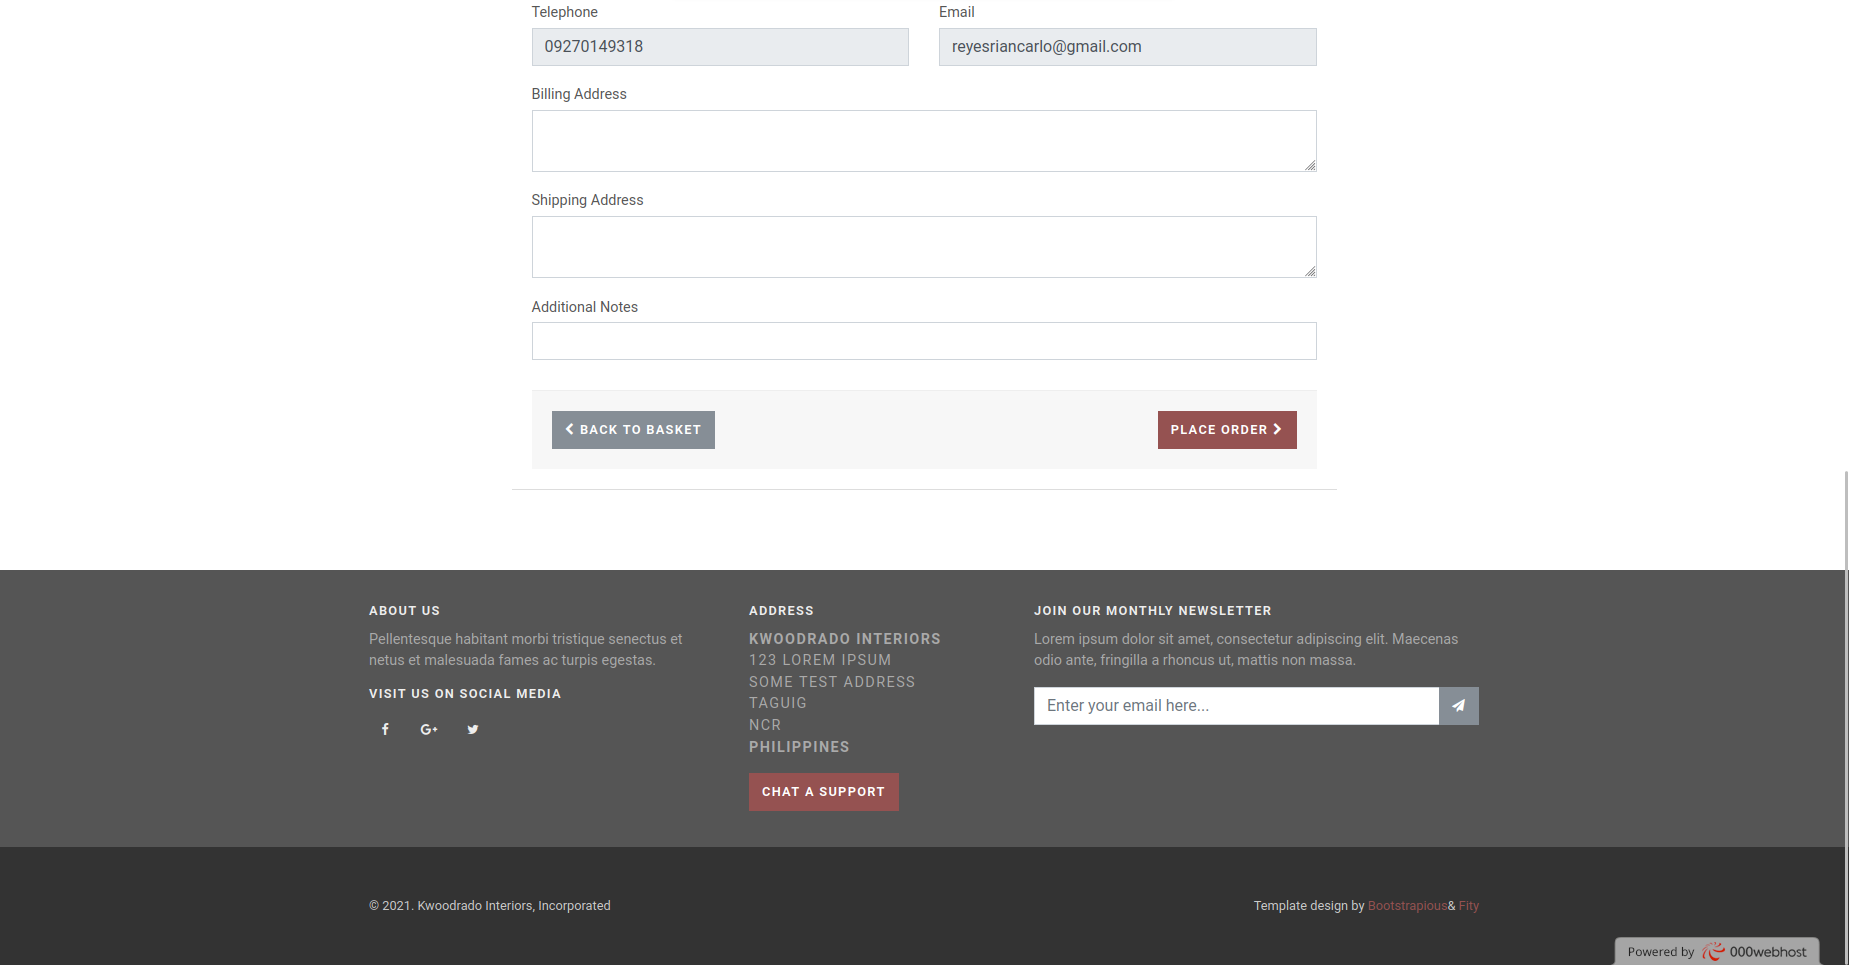 Telephone
Email
09270149318
reyesriancarlo@gmail.com
Billing Address
Shipping Address
Additional Notes
BACK TO BASKET
PLACE ORDER
ABOUT US
Pellentesque habitant morbi tristique senectus et
netus et malesuada fames ac turpis egestas.
VISIT US ON SOCIAL MEDIA
G+
ADDRESS
KWOODRADO INTERIORS
123 LOREM IPSUM
SOME TEST ADDRESS
TAGUIG
NCR
PHILIPPINES
CHAT A SUPPORT
JOIN OUR MONTHLY NEWSLETTER
Lorem ipsum dolor sit amet, consectetur adipiscing elit. Maecenas
odio ante, fringilla a rhoncus ut, mattis non massa.
Enter your email here...
© 2021. Kwoodrado Interiors, Incorporated
Template design by Bootstrapious& Fity
Powered by 000webhost